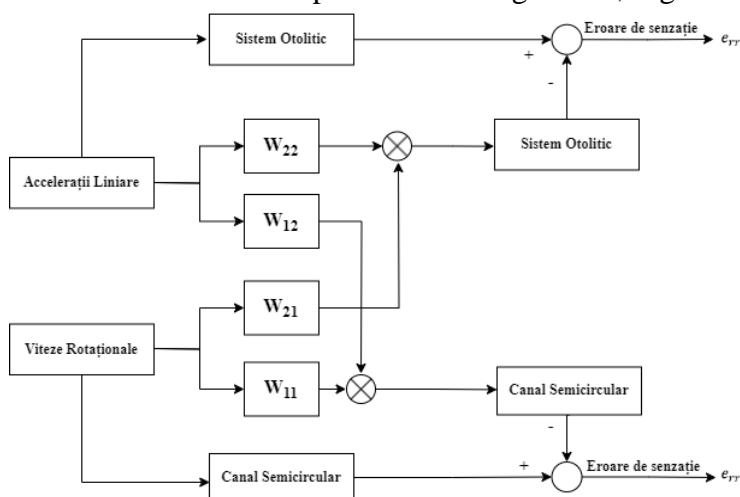 Sistem Otolitic
+
Eroare de senzație
e_rr
-
W22
Sistem Otolitic
Accelerații Liniare
W12
W21
Viteze Rotaționale
W11
Canal Semicircular
-
Canal Semicircular
+
Eroare de senzație
e_rr